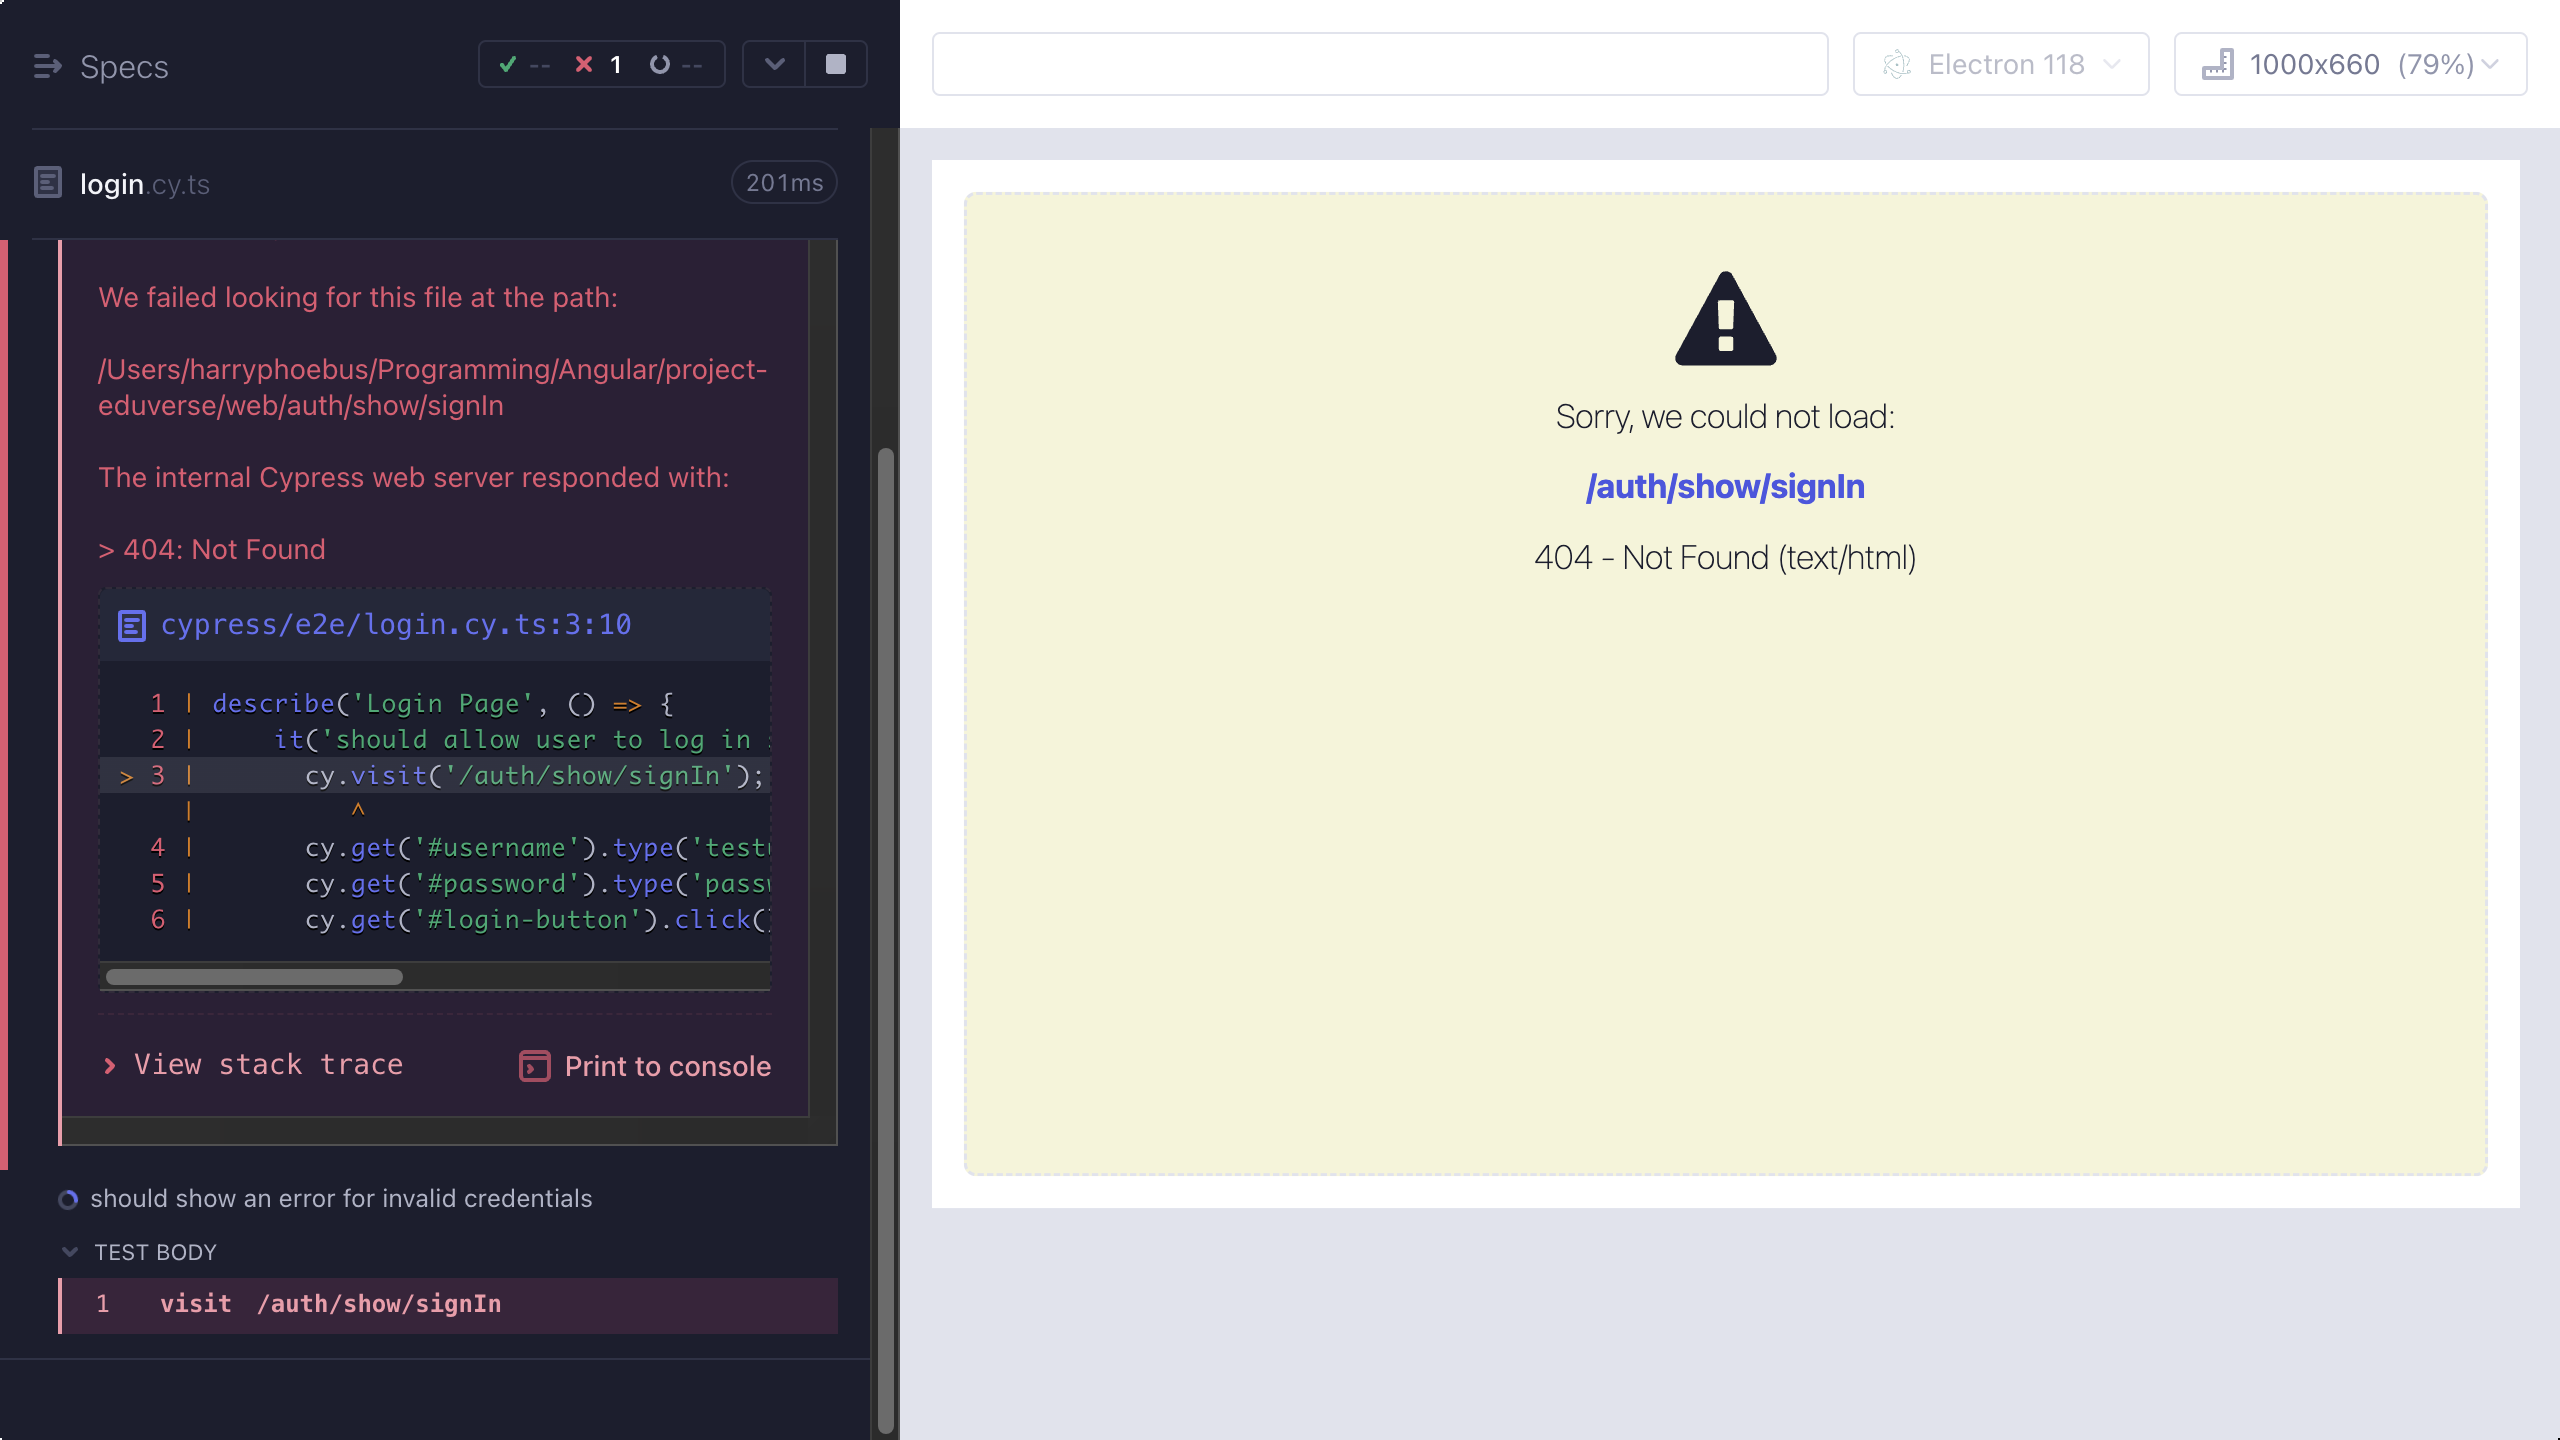 Specs
--
1
--
login.cy.ts
201ms
We failed looking for this file at the path:
/Users/harryphoebus/Programming/Angular/project-
eduverse/web/auth/show/signIn
The internal Cypress web server responded with:
> 404: Not Found
cypress/e2e/login.cy.ts:3:10
1 | describe('Login Page', () => {
2 |     it('should allow user to log in
> 3 |       cy.visit('/auth/show/signIn');
|          ^
4 |       cy.get('#username').type('test
5 |       cy.get('#password').type('pass
6 |       cy.get('#login-button').click(
View stack trace
Print to console
should show an error for invalid credentials
TEST BODY
1 visit /auth/show/signIn
Electron 118
1000x660 (79%)
Sorry, we could not load:
/auth/show/signIn
404 - Not Found (text/html)